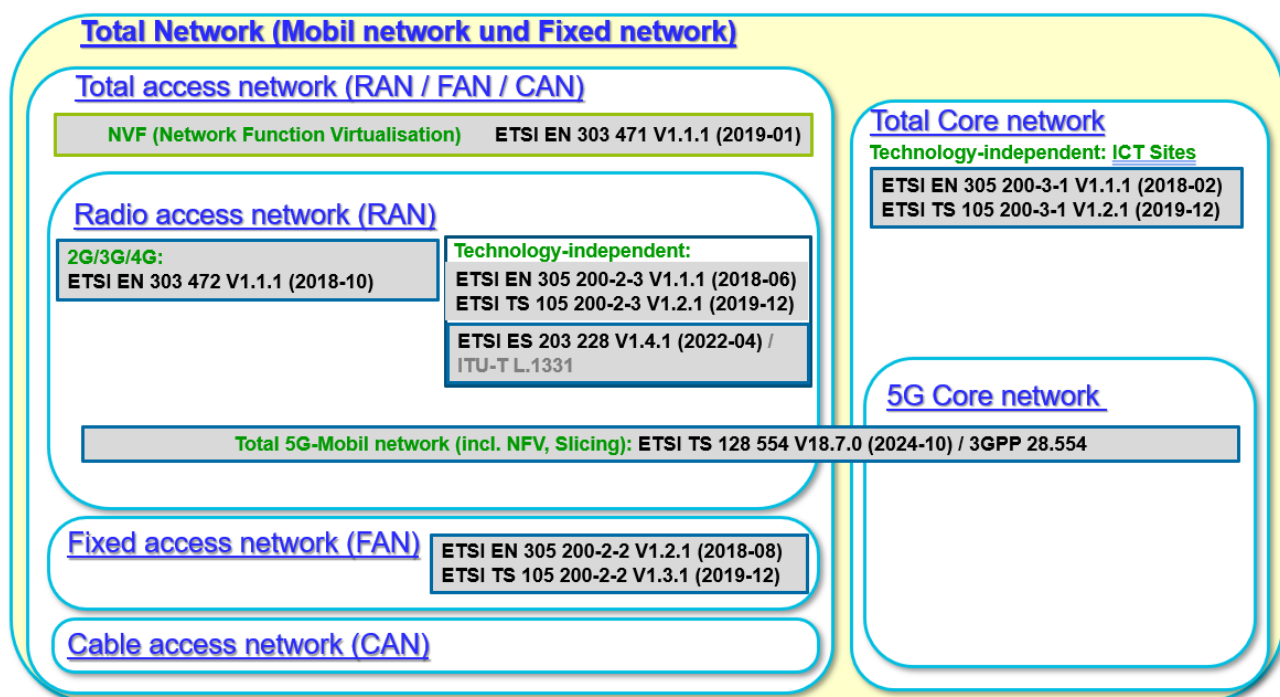 Total Network (Mobil network und Fixed network)
Total access network (RAN / FAN / CAN)
NVF (Network Function Virtualisation) ETSI EN 303 471 V1.1.1 (2019-01)
Radio access network (RAN)
2G/3G/4G:
ETSI EN 303 472 V1.1.1 (2018-10)
Technology-independent:
ETSI EN 305 200-2-3 V1.1.1 (2018-06)
ETSI TS 105 200-2-3 V1.2.1 (2019-12)
ETSI ES 203 228 V1.4.1 (2022-04) /
ITU-T L.1331
Total Core network
Technology-independent: ICT Sites
ETSI EN 305 200-3-1 V1.1.1 (2018-02)
ETSI TS 105 200-3-1 V1.2.1 (2019-12)
5G Core network
Total 5G-Mobil network (incl. NFV, Slicing): ETSI TS 128 554 V18.7.0 (2024-10) / 3GPP 28.554
Fixed access network (FAN)
ETSI EN 305 200-2-2 V1.2.1 (2018-08)
ETSI TS 105 200-2-2 V1.3.1 (2019-12)
Cable access network (CAN)